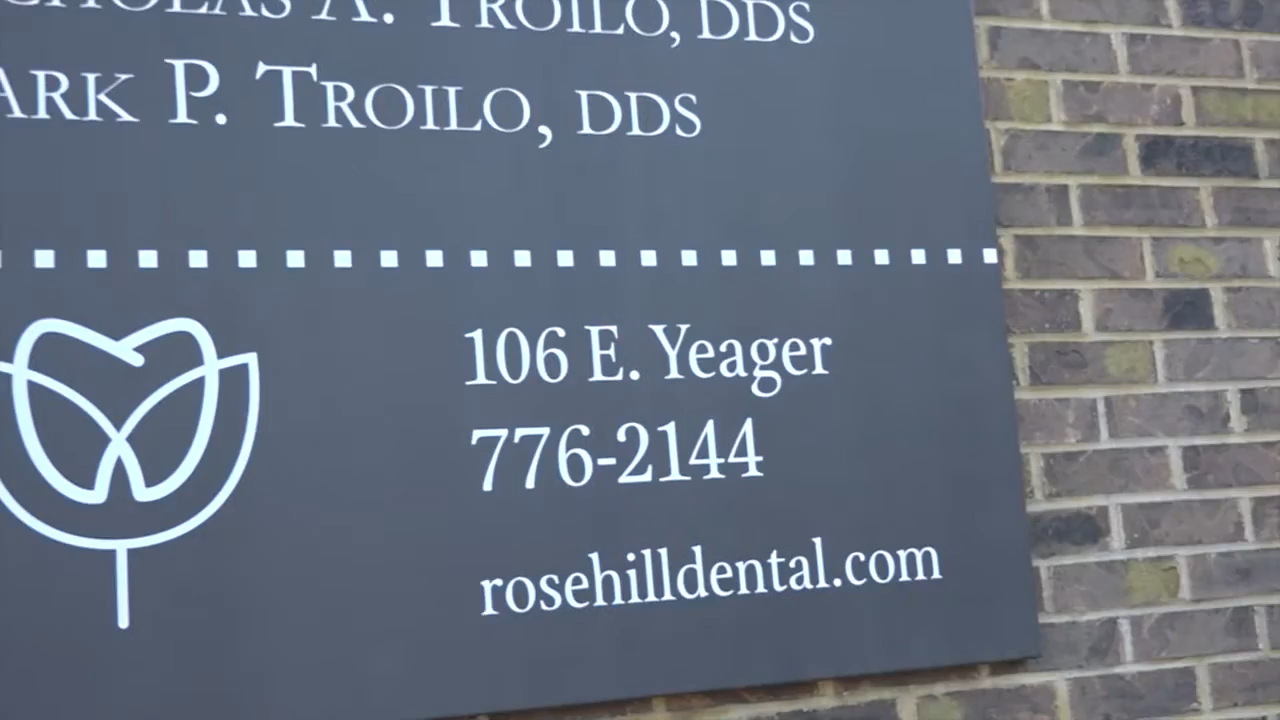 A. TROILO, DDS
P. TROILO, DDS
106 E. Yeager
776-2144
rosehilldental.com